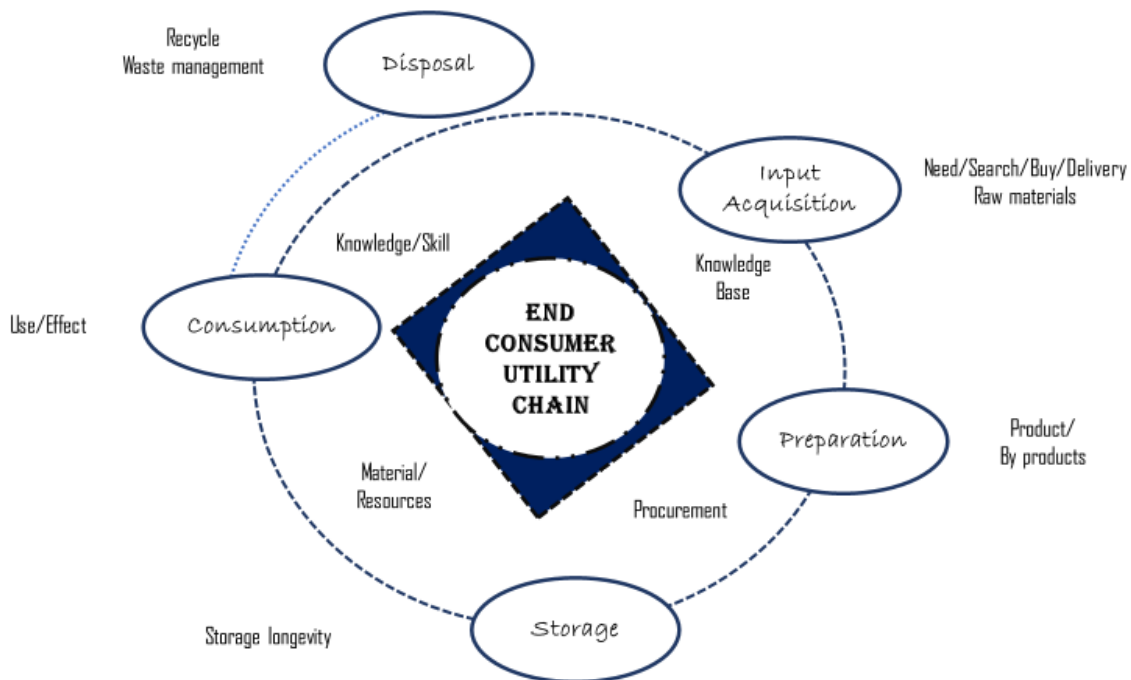 Recycle
Waste management
Disposal
Input
Acquisition
Need/Search/Buy/Delivery
Raw materials
Knowledge/Skill
Knowledge
Base
Use/Effect
Consumption
END
CONSUMER
UTILITY
CHAIN
Preparation
Product/
By products
Material/
Resources
Procurement
Storage longevity
Storage